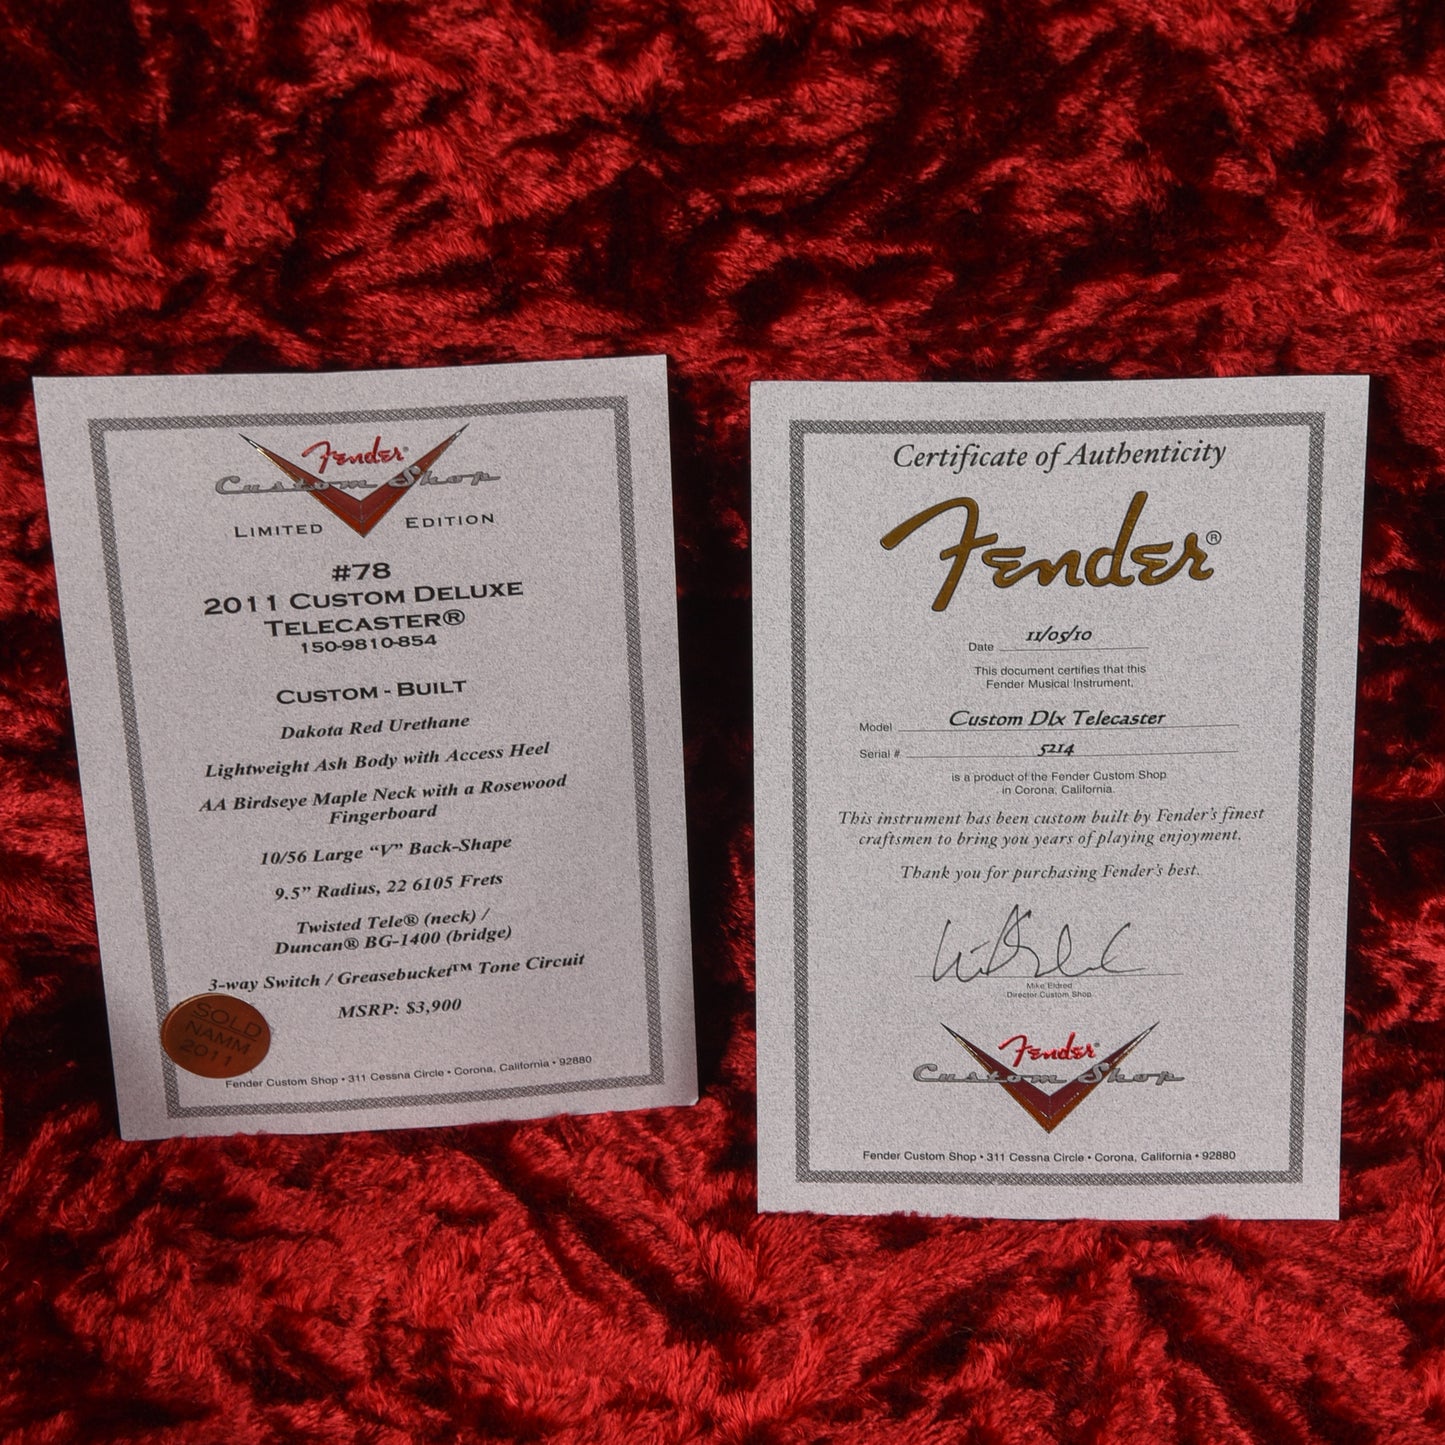 Fender®
Custom Shop
LIMITED EDITION
#78
2011 CUSTOM DELUXE
TELECASTER®
150-9810-854
CUSTOM - BUILT
Dakota Red Urethane
Lightweight Ash Body with Access Heel
AA Birdseye Maple Neck with a Rosewood
Fingerboard
10/56 Large “V” Back-Shape
9.5” Radius, 22 6105 Frets
Twisted Tele® (neck) /
Duncan® BG-1400 (bridge)
3-way Switch / Greasebucket™ Tone Circuit
MSRP: $3,900
SOLD
NAMM
2011
Fender Custom Shop • 311 Cessna Circle • Corona, California • 92880
Certificate of Authenticity
Fender®
Date 11/05/10
This document certifies that this
Fender Musical Instrument,
Model Custom Dlx Telecaster
Serial # 5214
is a product of the Fender Custom Shop
in Corona, California.
This instrument has been custom built by Fender's finest
craftsmen to bring you years of playing enjoyment.
Thank you for purchasing Fender's best.
Mike Eldred
Director Custom Shop
Fender®
Custom Shop
Fender Custom Shop • 311 Cessna Circle • Corona, California • 92880